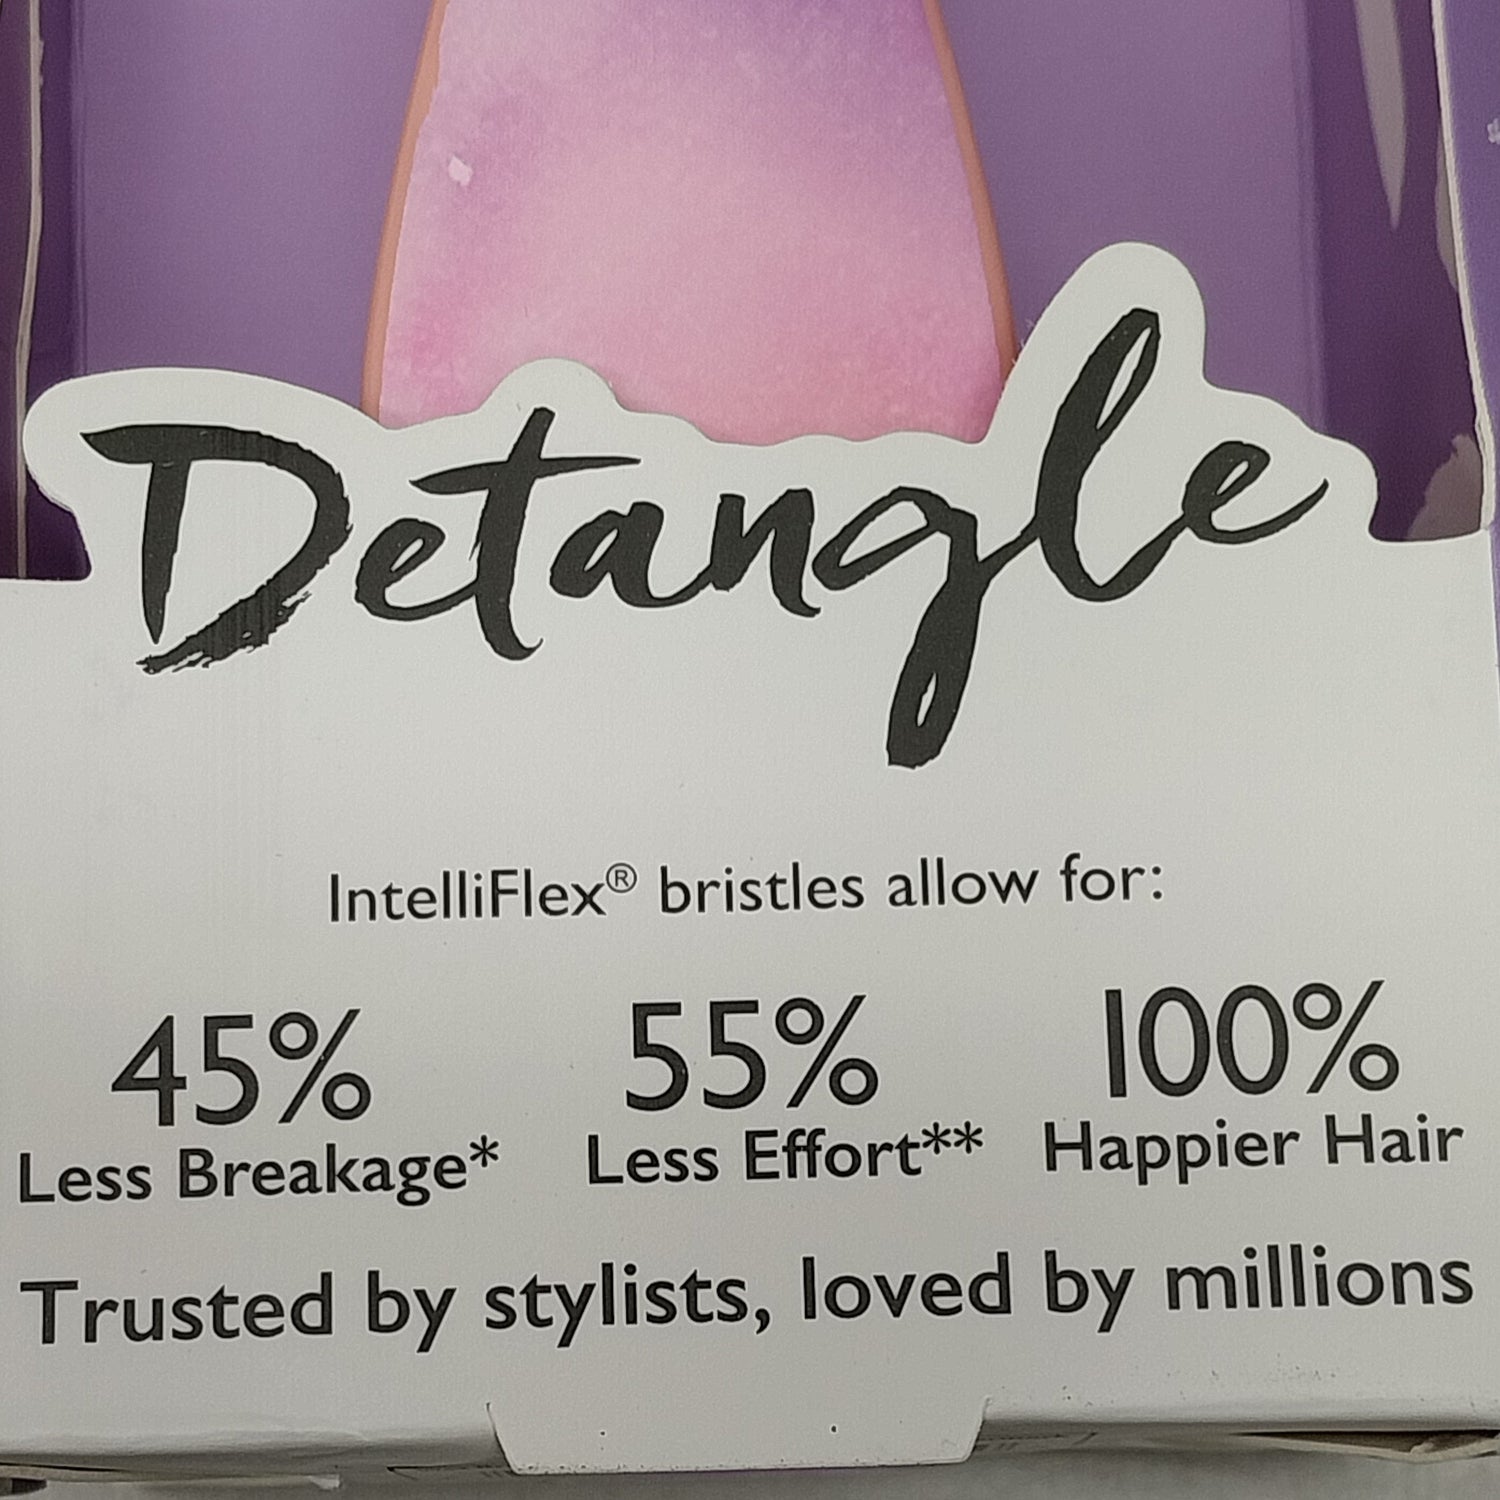 Detangle
IntelliFlex® bristles allow for:
45% 55% 100%
Less Breakage* Less Effort** Happier Hair
Trusted by stylists, loved by millions